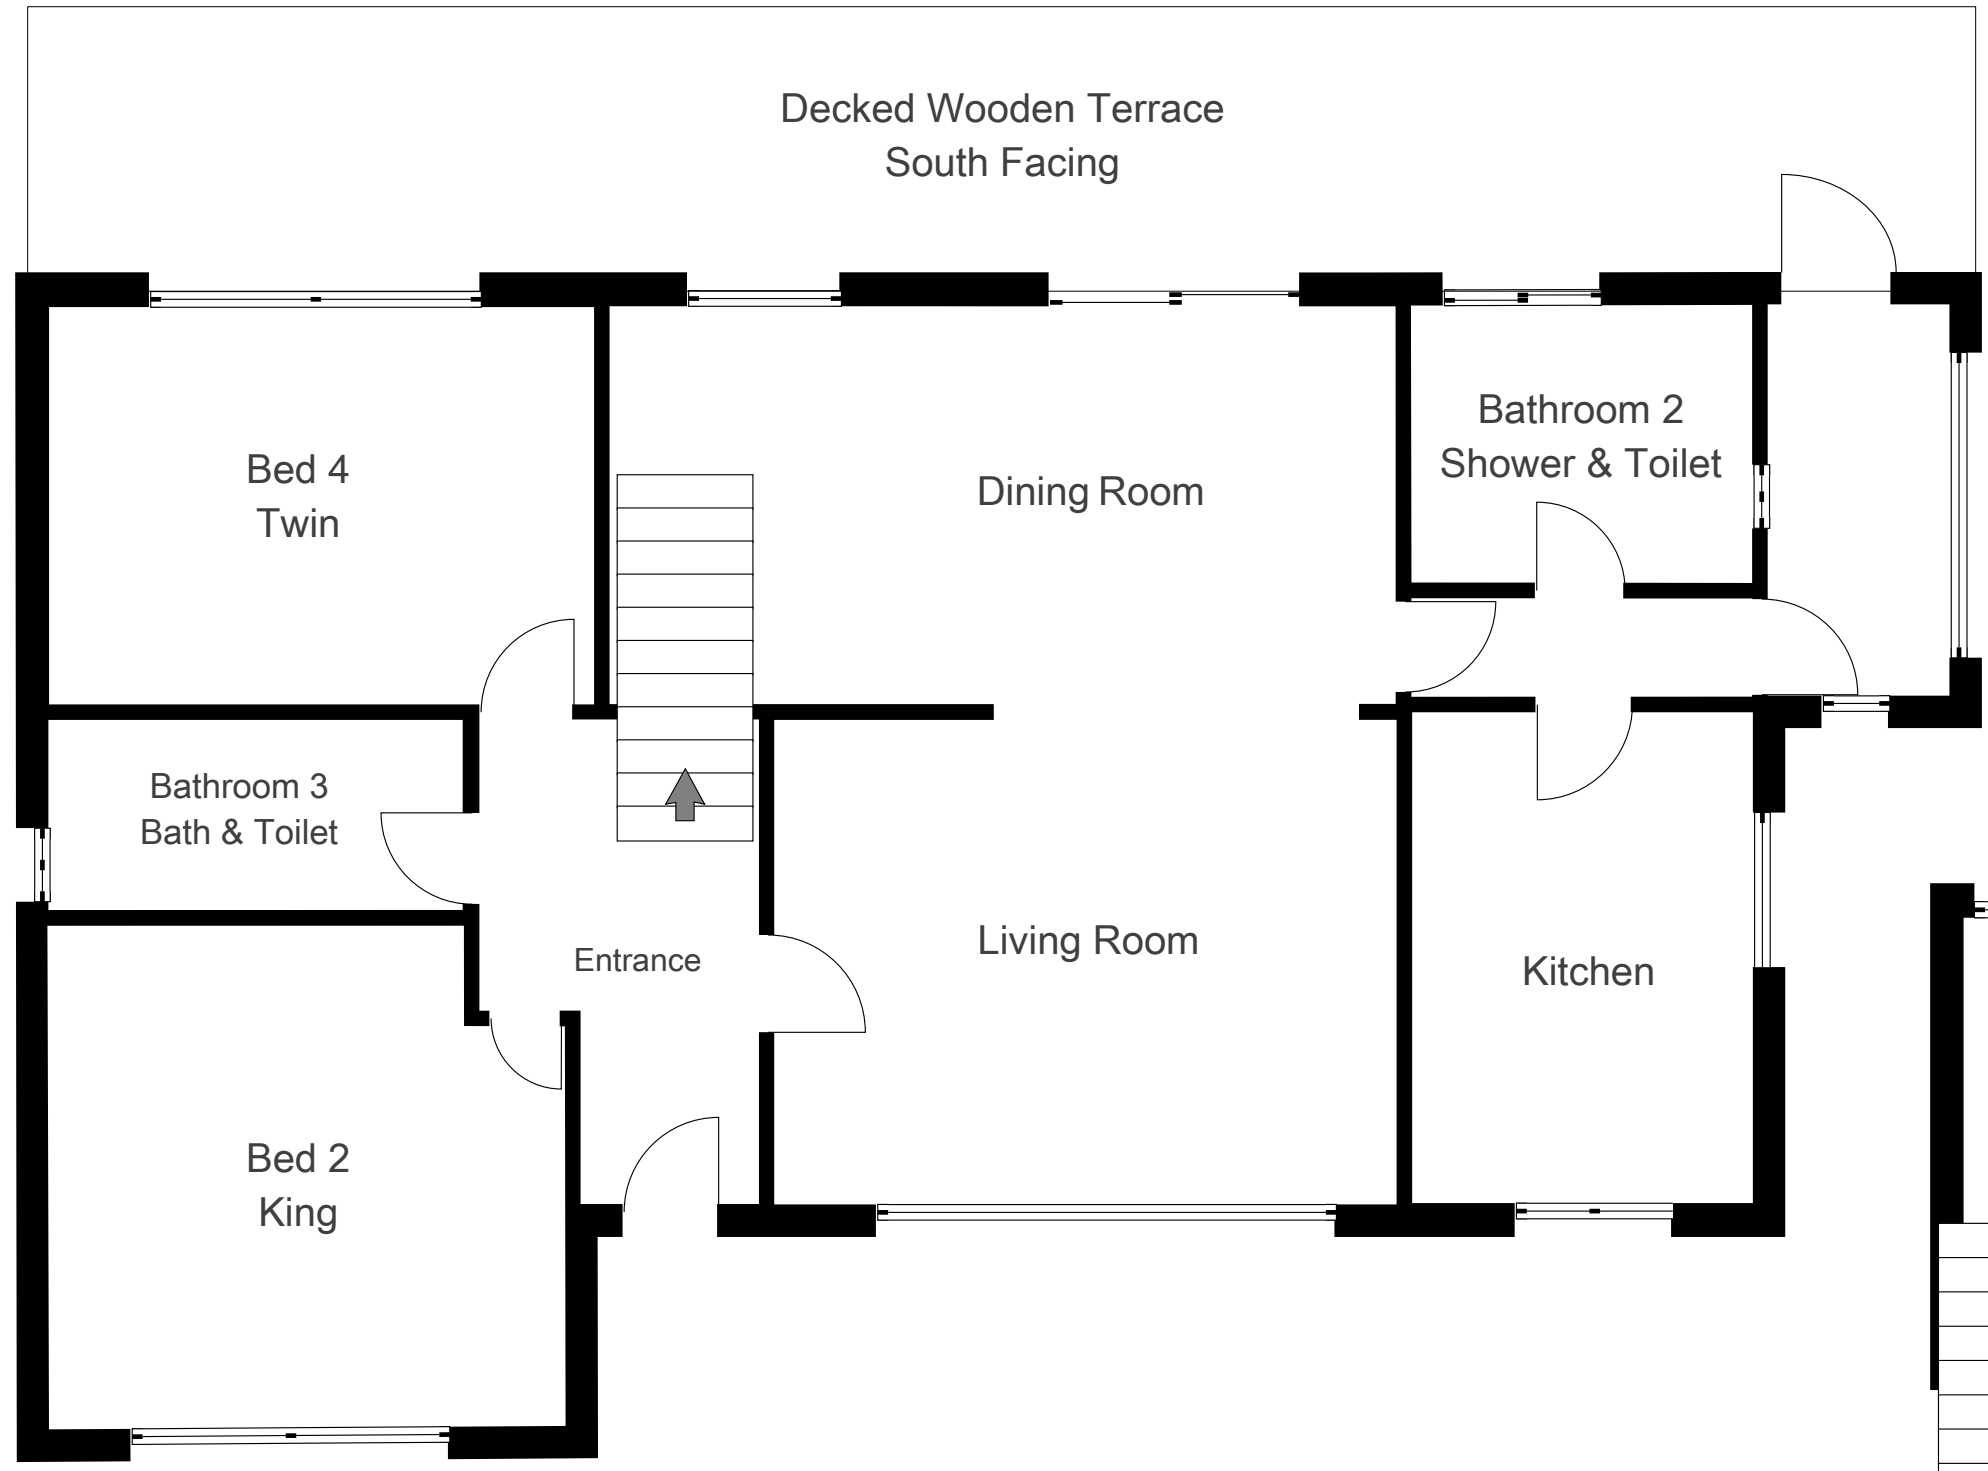 Decked Wooden Terrace
South Facing
Bed 4
Twin
Dining Room
Bathroom 2
Shower & Toilet
Bathroom 3
Bath & Toilet
Entrance
Living Room
Kitchen
Bed 2
King